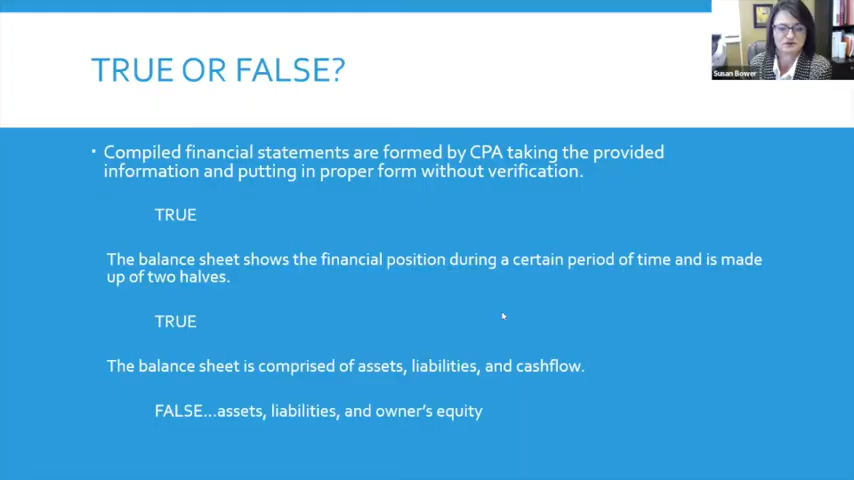 Susan Bower
TRUE OR FALSE?
• Compiled financial statements are formed by CPA taking the provided
information and putting in proper form without verification.
TRUE
The balance sheet shows the financial position during a certain period of time and is made
up of two halves.
TRUE
The balance sheet is comprised of assets, liabilities, and cashflow.
FALSE...assets, liabilities, and owner's equity